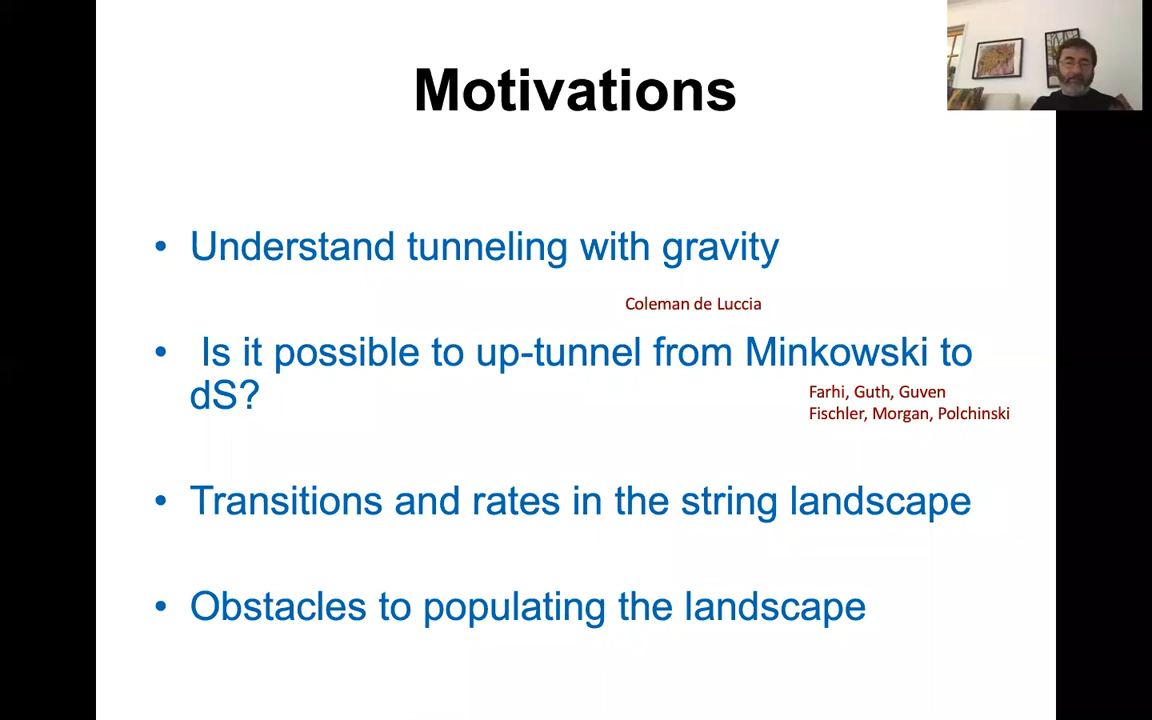 Motivations
• Understand tunneling with gravity
Coleman de Luccia
• Is it possible to up-tunnel from Minkowski to
dS?
Farhi, Guth, Guven
Fischler, Morgan, Polchinski
• Transitions and rates in the string landscape
• Obstacles to populating the landscape